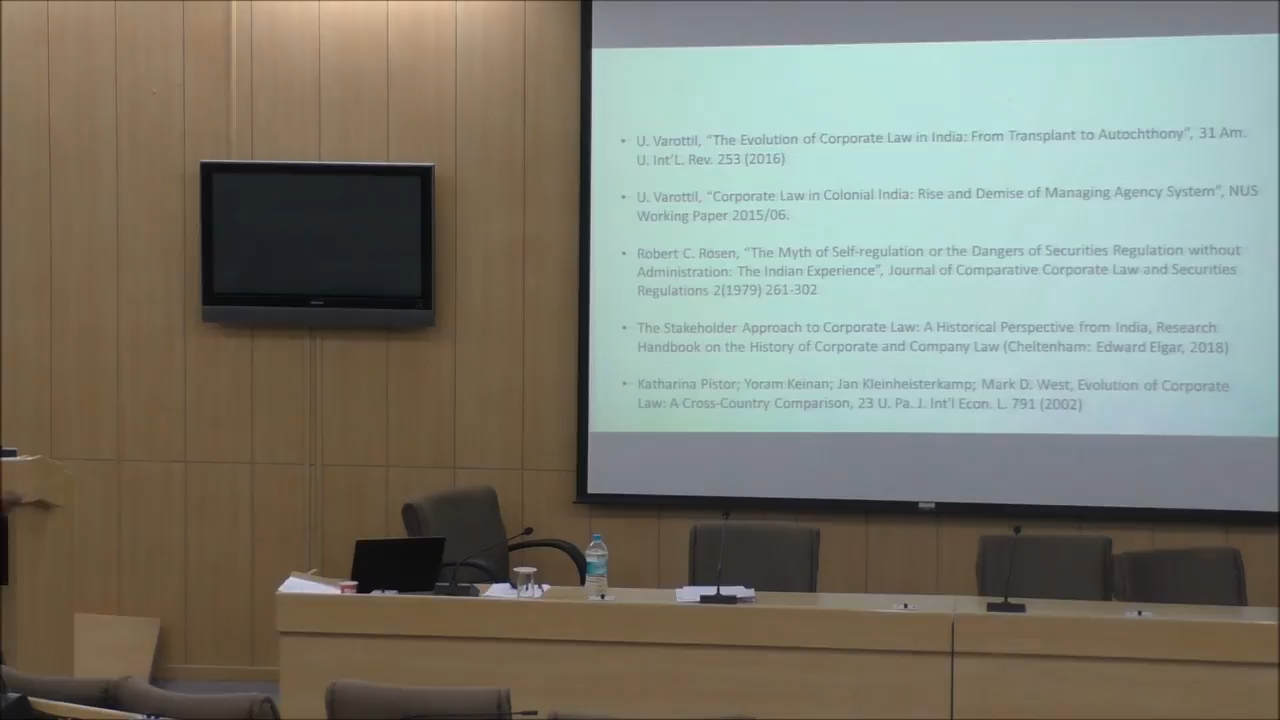 • U. Varottil, “The Evolution of Corporate Law in India: From Transplant to Autochthony”, 31 Am.
U. Int’L. Rev. 253 (2016)
• U. Varottil, “Corporate Law in Colonial India: Rise and Demise of Managing Agency System”, NUS
Working Paper 2015/06.
• Robert C. Rosen, “The Myth of Self-regulation or the Dangers of Securities Regulation without
Administration: The Indian Experience”, Journal of Comparative Corporate Law and Securities
Regulations 2(1979) 261-302
• The Stakeholder Approach to Corporate Law: A Historical Perspective from India, Research
Handbook on the History of Corporate and Company Law (Cheltenham: Edward Elgar, 2018)
• Katharina Pistor; Yoram Keinan; Jan Kleinheisterkamp; Mark D. West, Evolution of Corporate
Law: A Cross-Country Comparison, 23 U. Pa. J. Int’l Econ. L. 791 (2002)